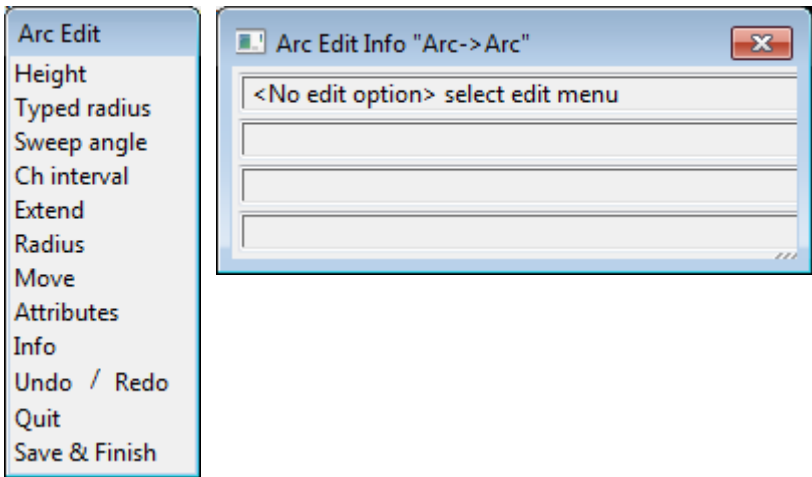 Arc Edit
Height
Typed radius
Sweep angle
Ch interval
Extend
Radius
Move
Attributes
Info
Undo / Redo
Quit
Save & Finish
Arc Edit Info "Arc->Arc"
<No edit option> select edit menu